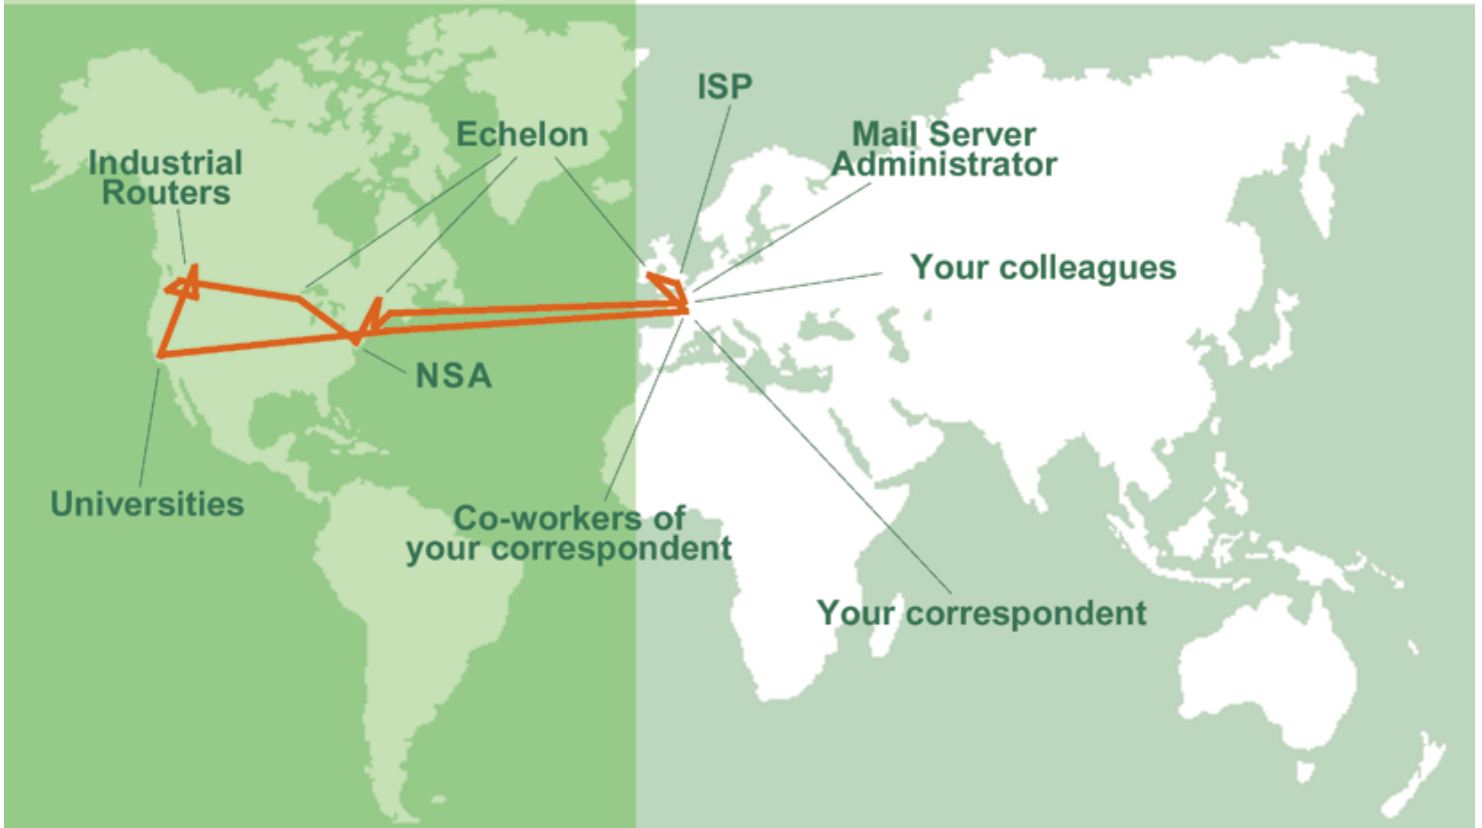 ISP
Echelon
Mail Server
Administrator
Industrial
Routers
Your colleagues
NSA
Universities
Co-workers of
your correspondent
Your correspondent